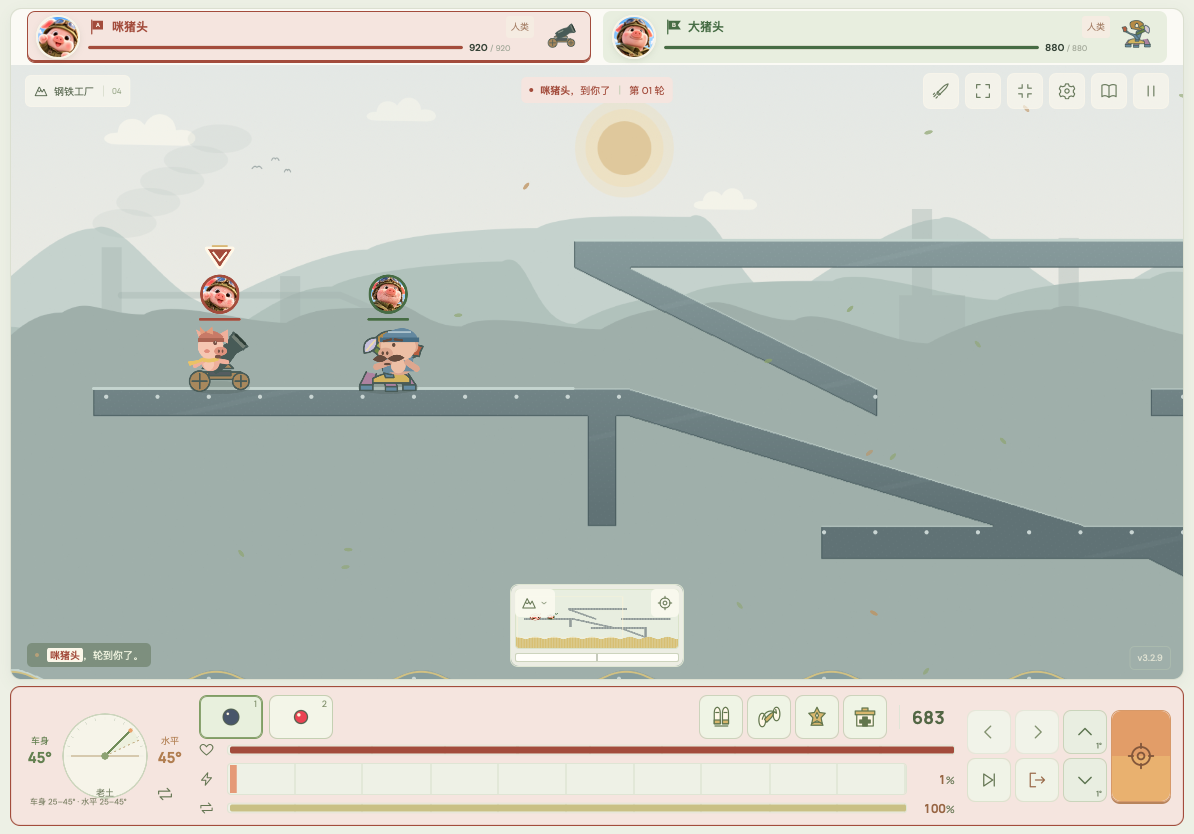 咪猪头
人类
920 / 920
大猪头
人类
880 / 880
钢铁工厂 04
咪猪头，到你了 第 01 轮
咪猪头，轮到你了。
v3.2.9
车身
45°
水平
45°
老土
车身 25–45° · 水平 25–45°
1
2
683
1%
100%
1°
1°